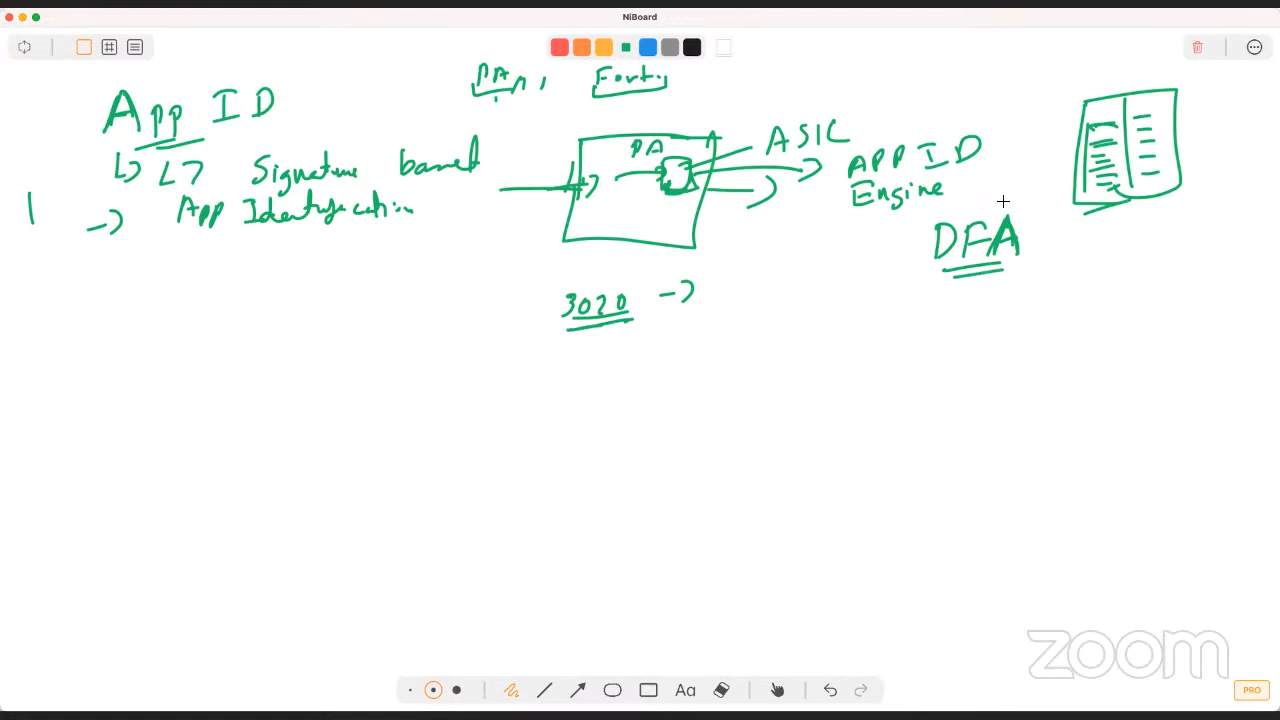 NiBoard
PA, Forti
App ID
L7 Signature based
App Identification
PA
ASIC
APP ID
Engine
DFA
3020
Aa
zoom
PRO